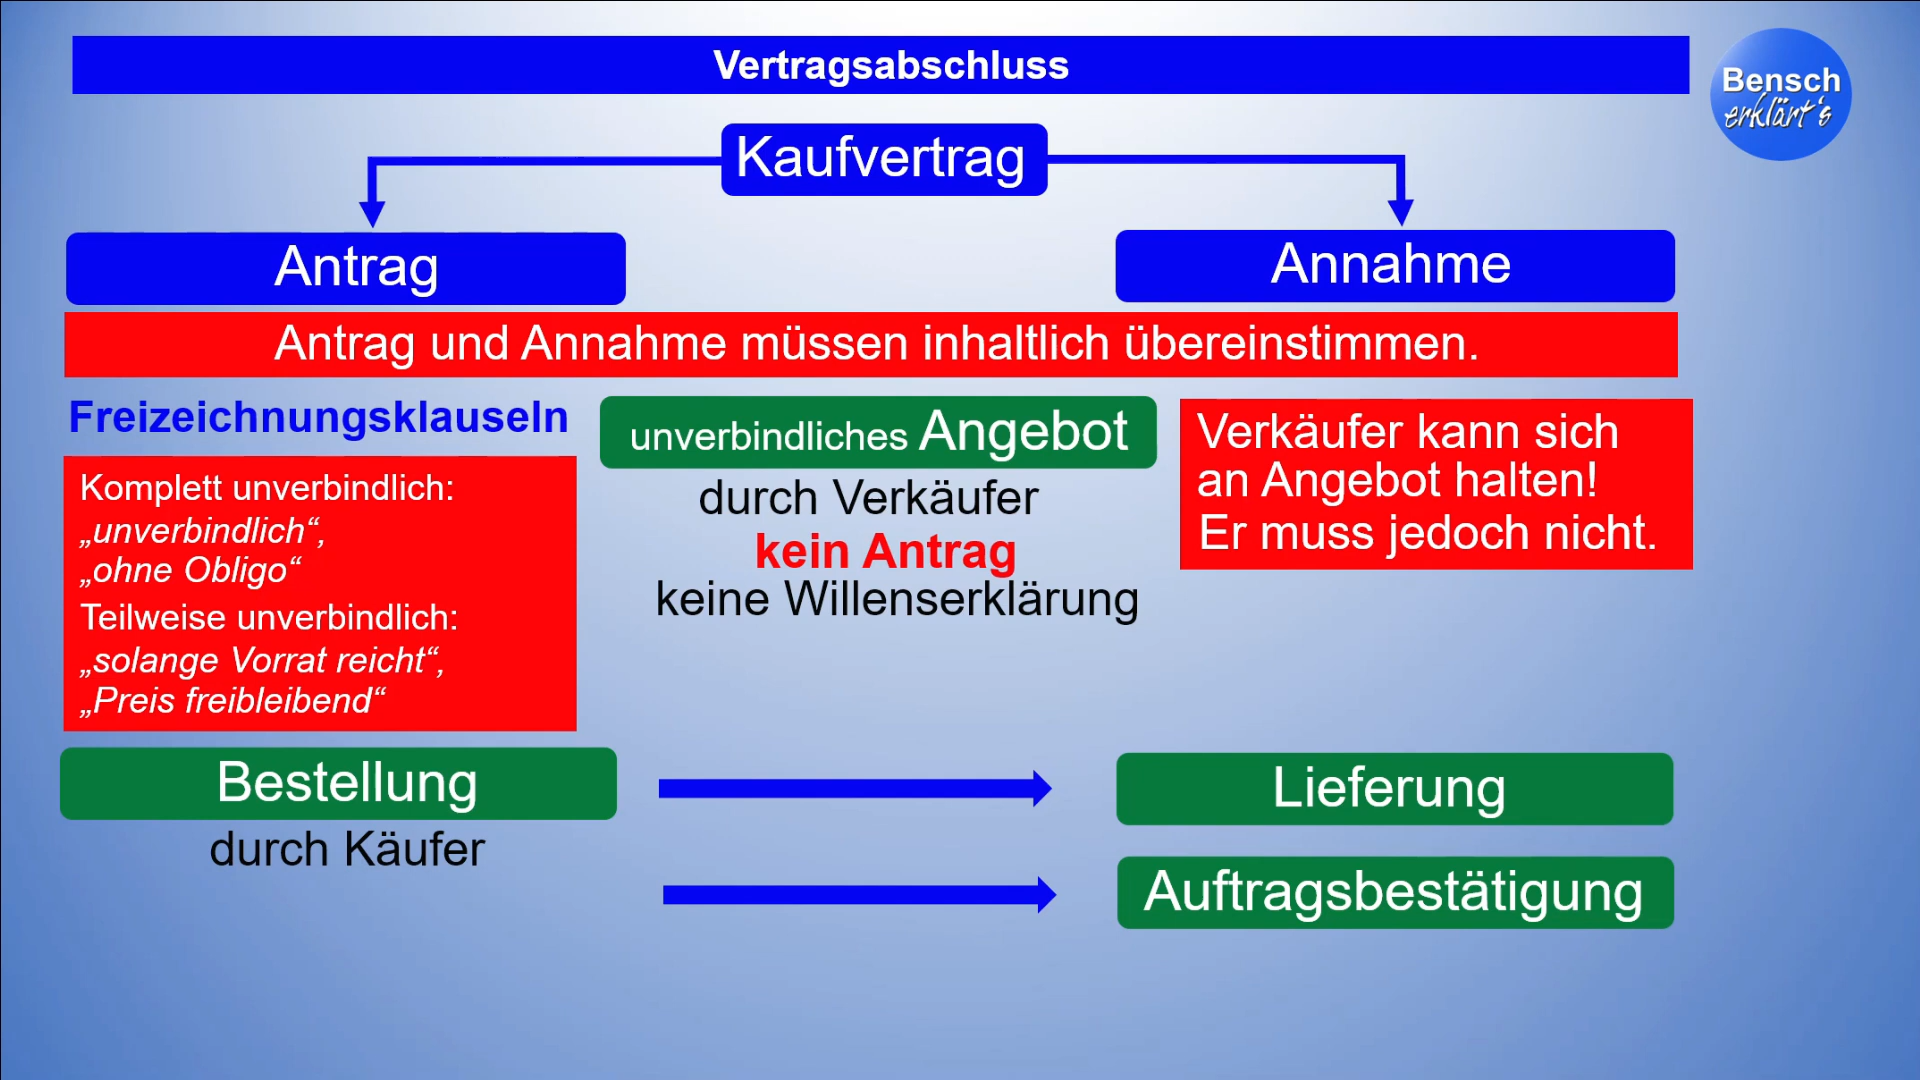 Vertragsabschluss
Bensch
erklärt's
Kaufvertrag
Antrag
Annahme
Antrag und Annahme müssen inhaltlich übereinstimmen.
Freizeichnungsklauseln
Komplett unverbindlich:
„unverbindlich“,
„ohne Obligo“
Teilweise unverbindlich:
„solange Vorrat reicht“,
„Preis freibleibend“
unverbindliches Angebot
durch Verkäufer
kein Antrag
keine Willenserklärung
Verkäufer kann sich
an Angebot halten!
Er muss jedoch nicht.
Bestellung
durch Käufer
Lieferung
Auftragsbestätigung